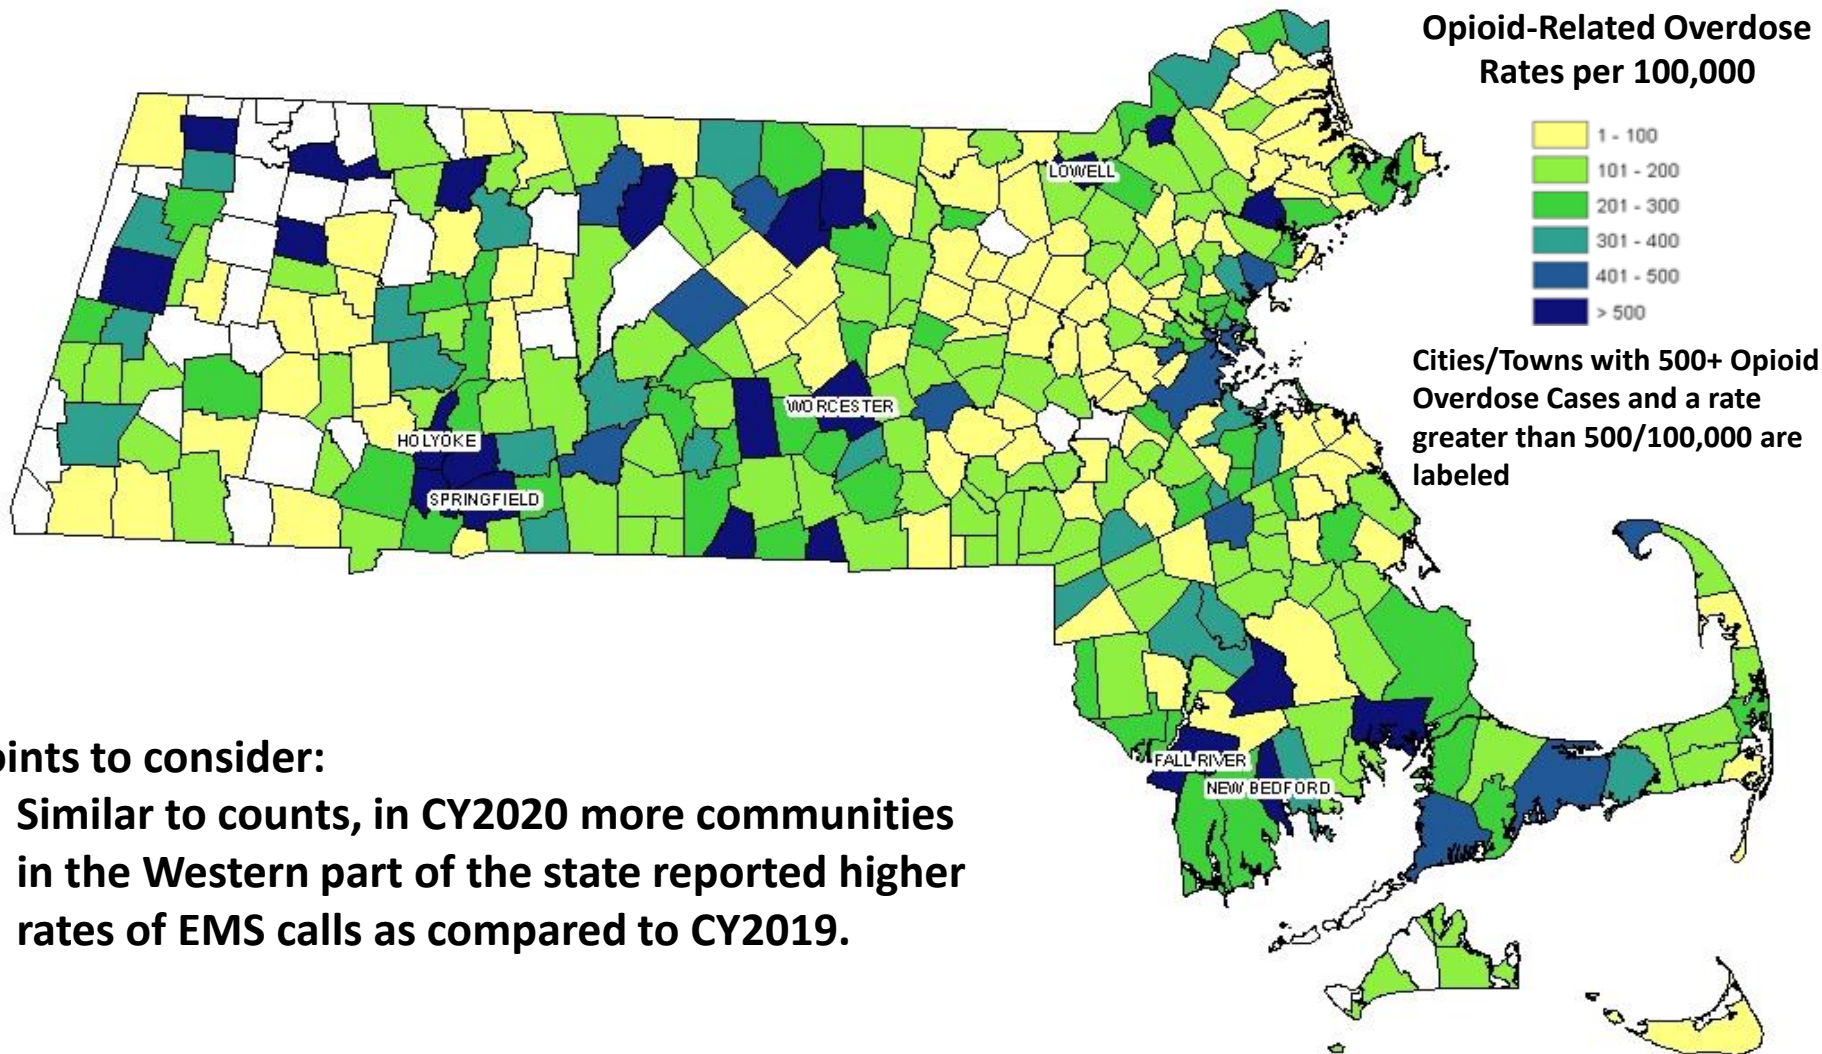 Opioid-Related Overdose
Rates per 100,000
1 - 100
101 - 200
201 - 300
301 - 400
401 - 500
> 500
Cities/Towns with 500+ Opioid
Overdose Cases and a rate
greater than 500/100,000 are
labeled
LOWELL
WORCESTER
HOLYOKE
SPRINGFIELD
FALL RIVER
NEW BEDFORD
oints to consider:
Similar to counts, in CY2020 more communities
in the Western part of the state reported higher
rates of EMS calls as compared to CY2019.